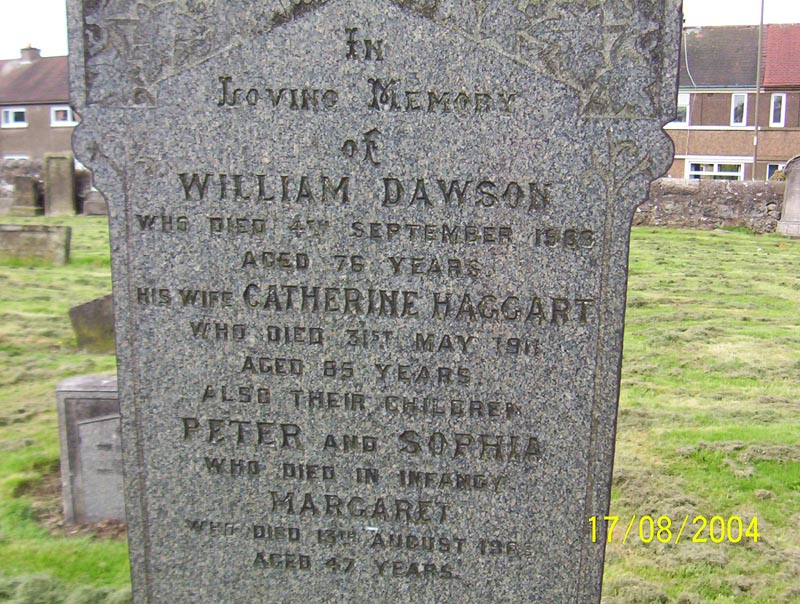 IN
LOVING MEMORY
OF
WILLIAM DAWSON
WHO DIED 4TH SEPTEMBER
AGED 76 YEARS
HIS WIFE CATHERINE HAGGART
WHO DIED 31ST MAY 1911
AGED 85 YEARS.
ALSO THEIR CHILDREN
PETER AND SOPHIA
WHO DIED IN INFANCY
MARGARET
WHO DIED AUGUST
AGED 47 YEARS.
17/08/2004